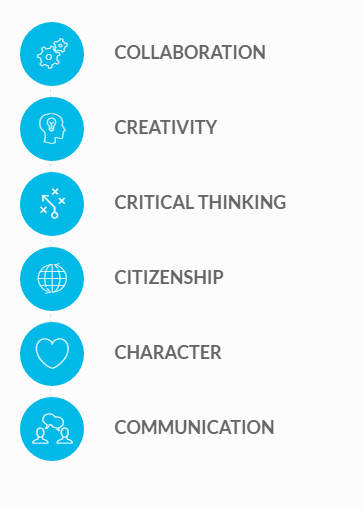 COLLABORATION
CREATIVITY
CRITICAL THINKING
CITIZENSHIP
CHARACTER
COMMUNICATION